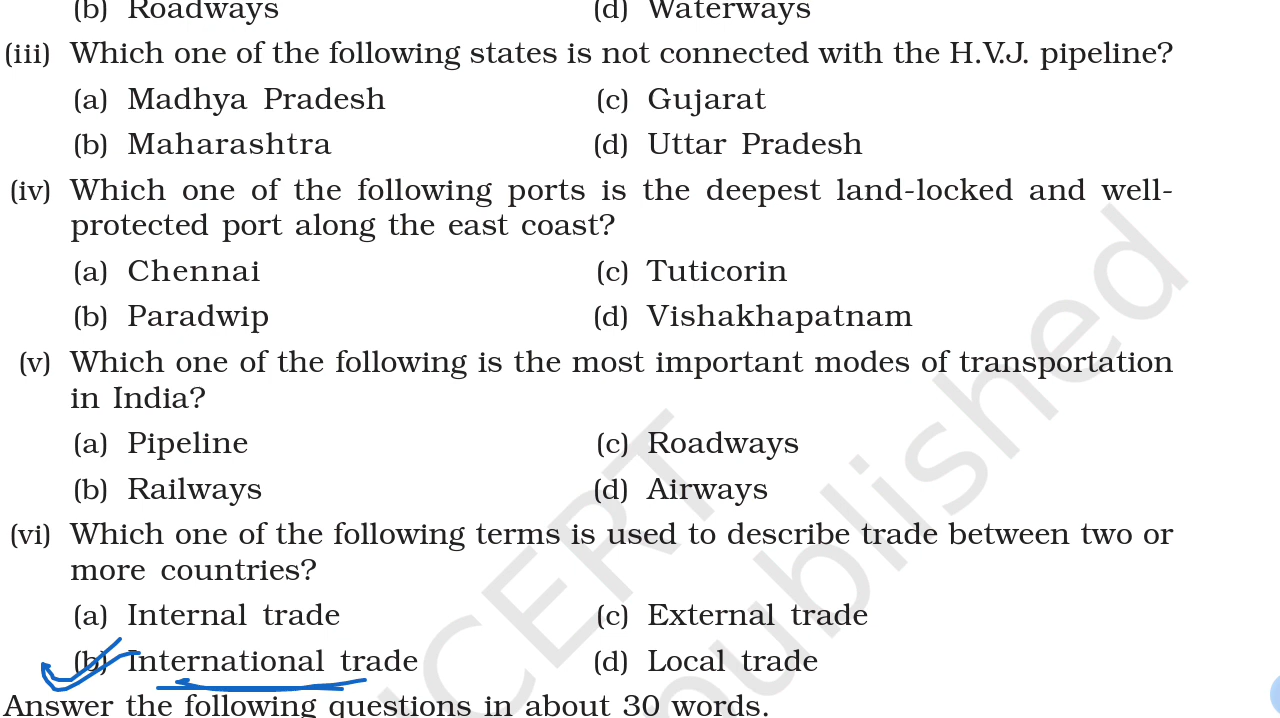 (b) Roadways (d) Waterways
(iii) Which one of the following states is not connected with the H.V.J. pipeline?
(a) Madhya Pradesh (c) Gujarat
(b) Maharashtra (d) Uttar Pradesh
(iv) Which one of the following ports is the deepest land-locked and well-
protected port along the east coast?
(a) Chennai (c) Tuticorin
(b) Paradwip (d) Vishakhapatnam
(v) Which one of the following is the most important modes of transportation
in India?
(a) Pipeline (c) Roadways
(b) Railways (d) Airways
(vi) Which one of the following terms is used to describe trade between two or
more countries?
(a) Internal trade (c) External trade
(b) International trade (d) Local trade
Answer the following questions in about 30 words.
CERT
published